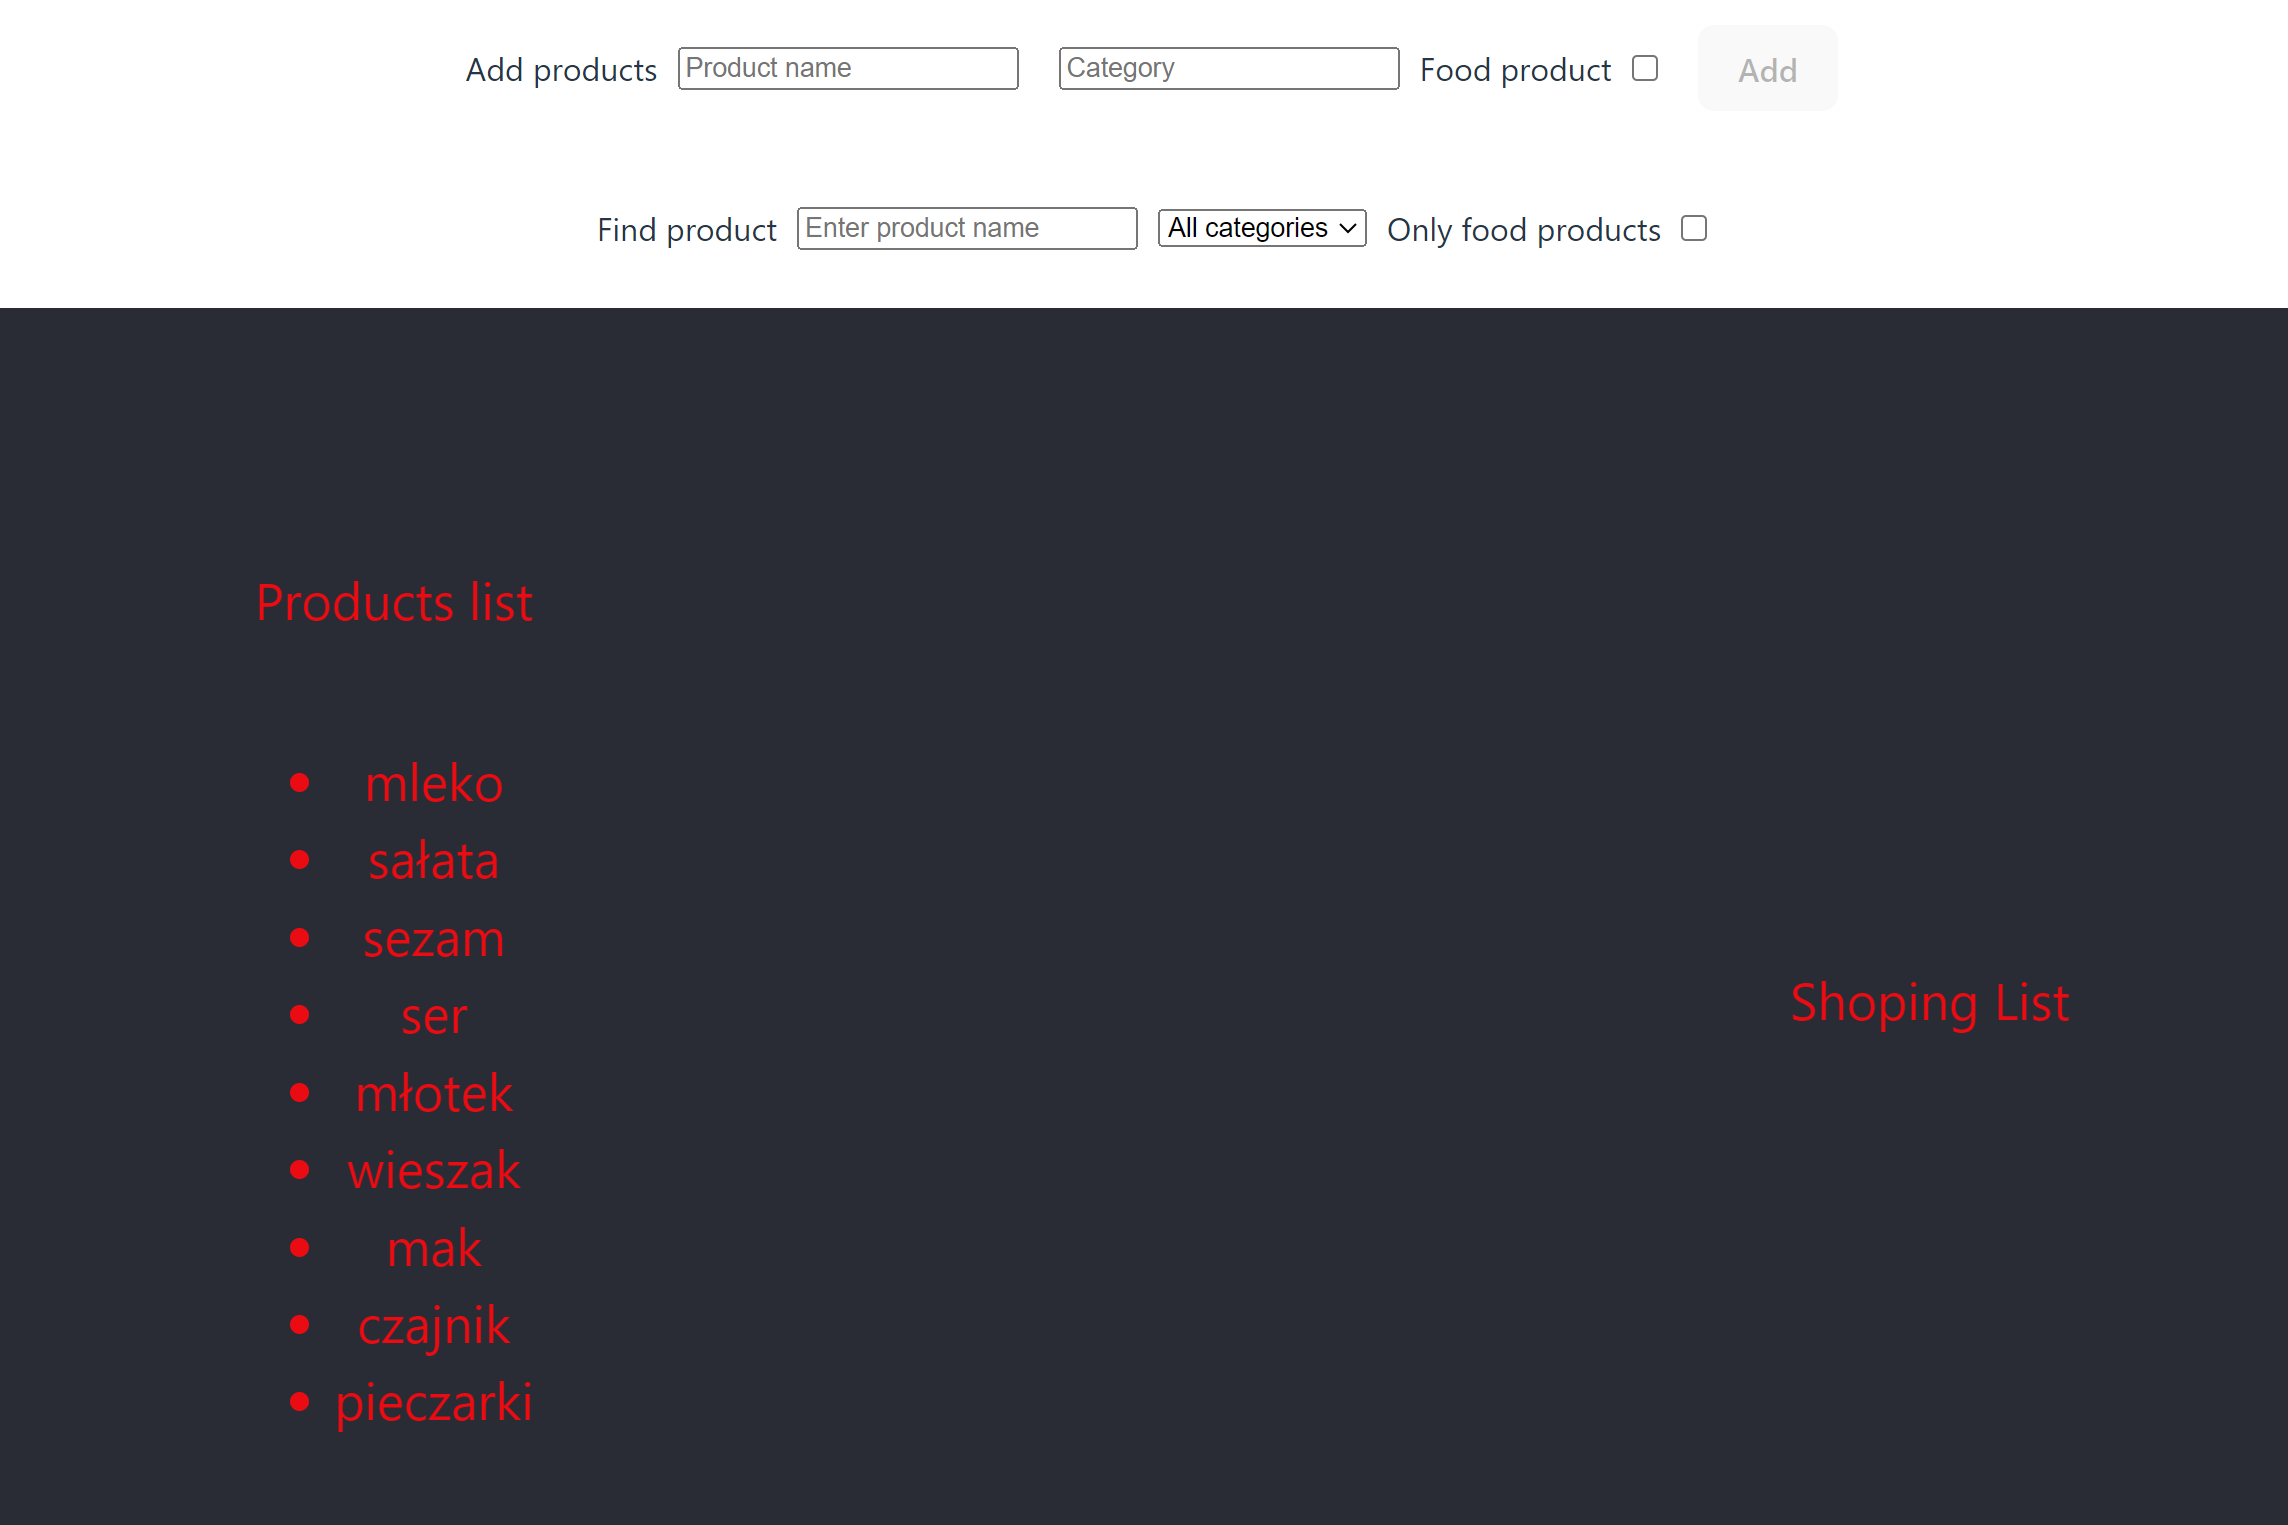 Add products Product name Category Food product Add
Find product Enter product name All categories Only food products
Products list
mleko
sałata
sezam
ser
młotek
wieszak
mak
czajnik
pieczarki
Shoping List